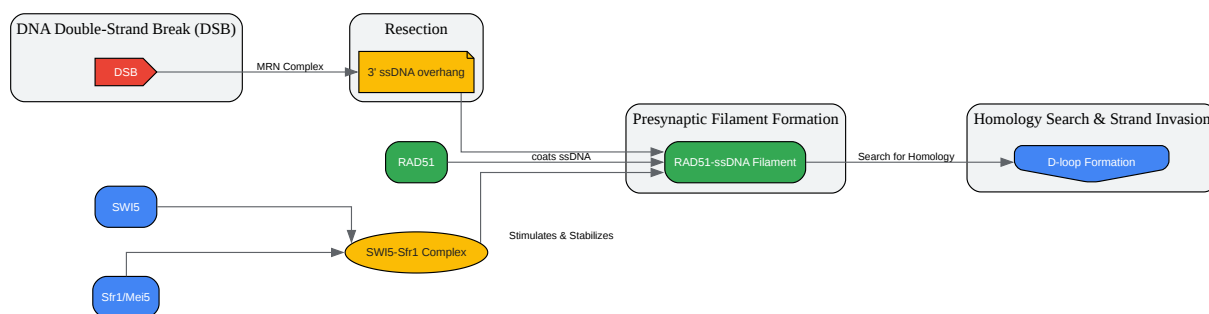 DNA Double-Strand Break (DSB)
DSB
MRN Complex
Resection
3' ssDNA overhang
RAD51
coats ssDNA
Presynaptic Filament Formation
RAD51-ssDNA Filament
Search for Homology
Homology Search & Strand Invasion
D-loop Formation
SWI5
Sfr1/Mei5
SWI5-Sfr1 Complex
Stimulates & Stabilizes